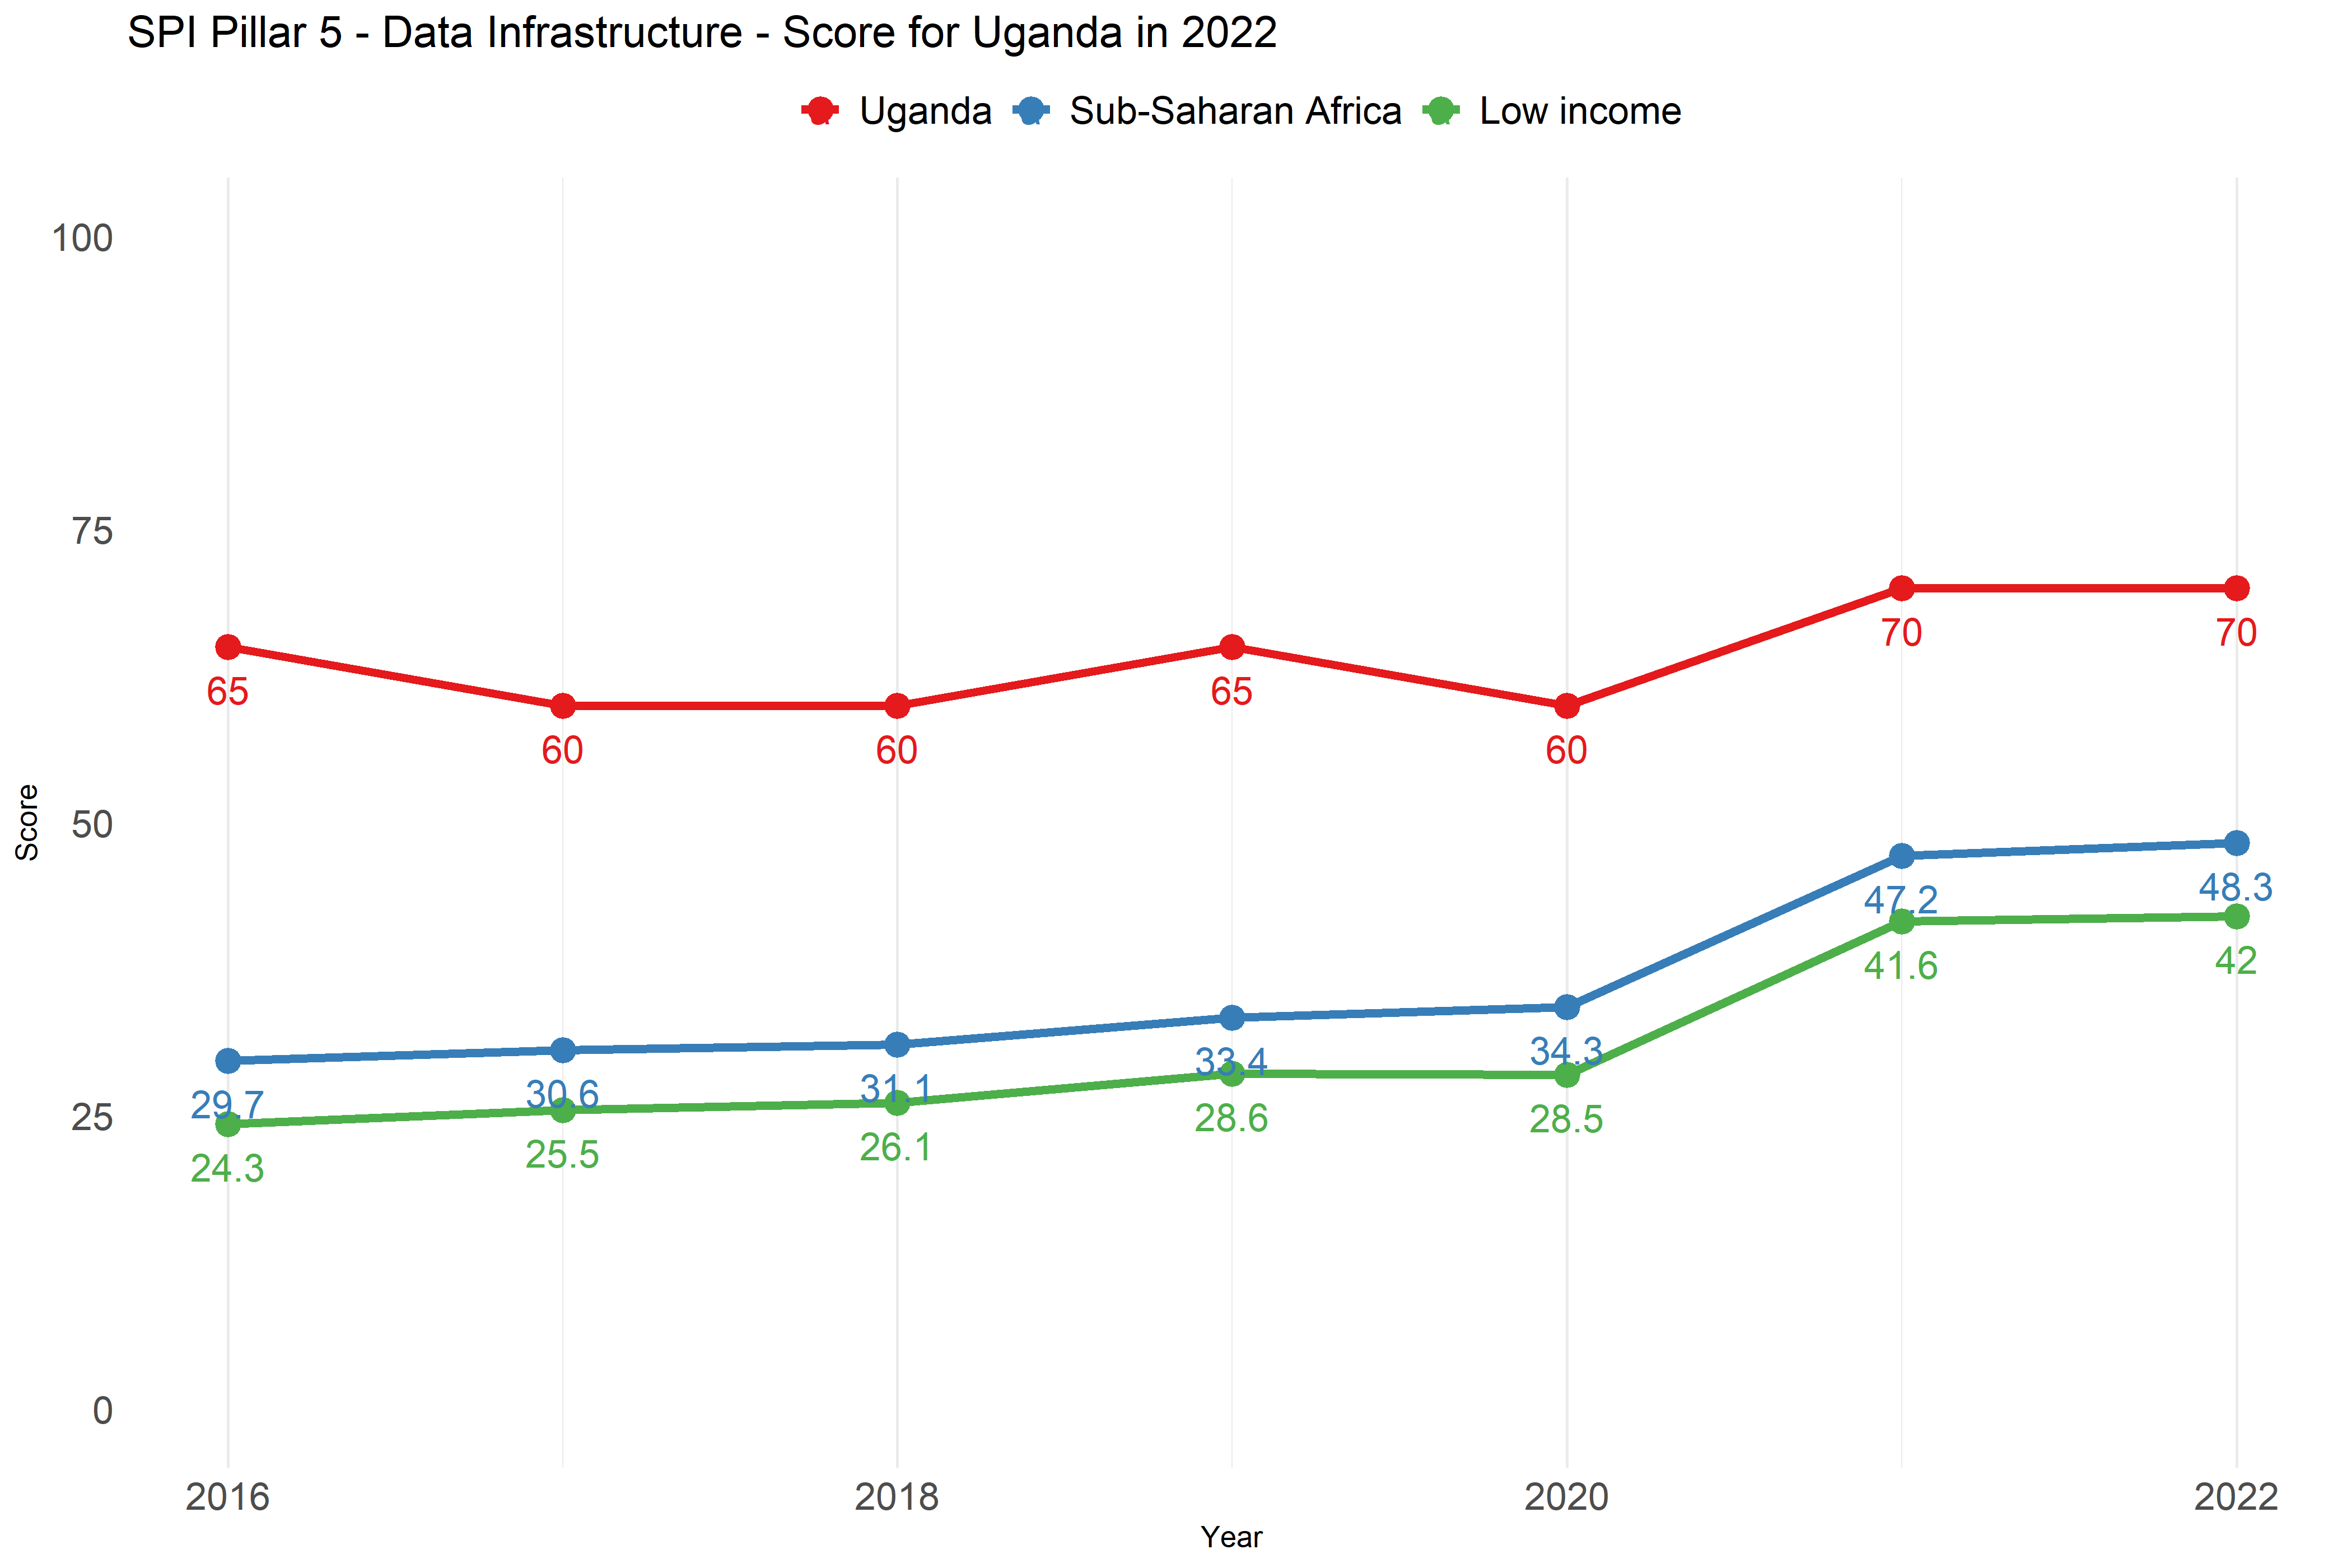 SPI Pillar 5 - Data Infrastructure - Score for Uganda in 2022
Uganda Sub-Saharan Africa Low income
100
75
50
25
0
Score
65 60 60 65 60 70 70
29.7 30.6 31.1 33.4 34.3 47.2 48.3
24.3 25.5 26.1 28.6 28.5 41.6 42
2016 2018 2020 2022
Year